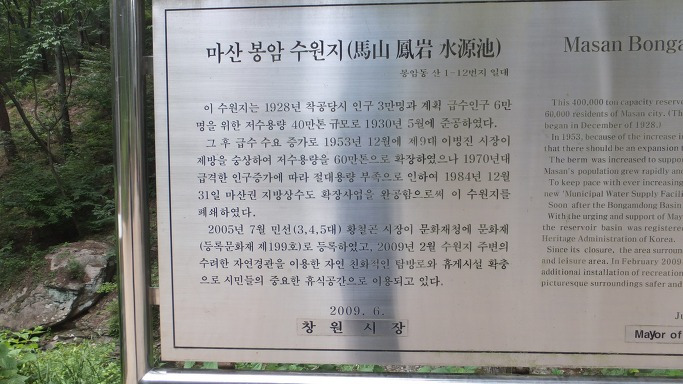 마산 봉암 수원지(馬山 鳳岩 水源池)
봉암동 산 1-12번지 일대
이 수원지는 1928년 착공당시 인구 3만명과 계획 급수인구 6만
명을 위한 저수용량 40만톤 규모로 1930년 5월에 준공하였다.
그 후 급수 수요 증가로 1953년 12월에 제9대 이병진 시장이
제방을 숭상하여 저수용량을 60만톤으로 확장하였으나 1970년대
급격한 인구증가에 따라 절대용량 부족으로 인하여 1984년 12월
31일 마산권 지방상수도 확장사업을 완공함으로써 이 수원지를
폐쇄하였다.
2005년 7월 민선(3,4,5대) 황철곤 시장이 문화재청에 문화재
(등록문화재 제199호)로 등록하였고, 2009년 2월 수원지 주변의
수려한 자연경관을 이용한 자연 친화적인 탐방로와 휴게시설 확충
으로 시민들의 중요한 휴식공간으로 이용되고 있다.
2009. 6.
창 원 시 장
Masan Bonga
This 400,000 ton capacity reserv
60,000 residents of Masan city. (Th
began in December of 1928.)
In 1953, because of the increase i
that there should be an expansion t
The berm was increased to suppo
Masan's population grew rapidly and
To keep pace with ever increasing
new 'Municipal Water Supply Facili
Soon after the Bongamdong Basin
With the urging and support of May
the reservoir basin was registered
Heritage Administration of Korea.
Since its closure, the area surroun
and leisure area. In February 2009
additional installation of recreation
picturesque surroundings safer and
Ju
Mayor of